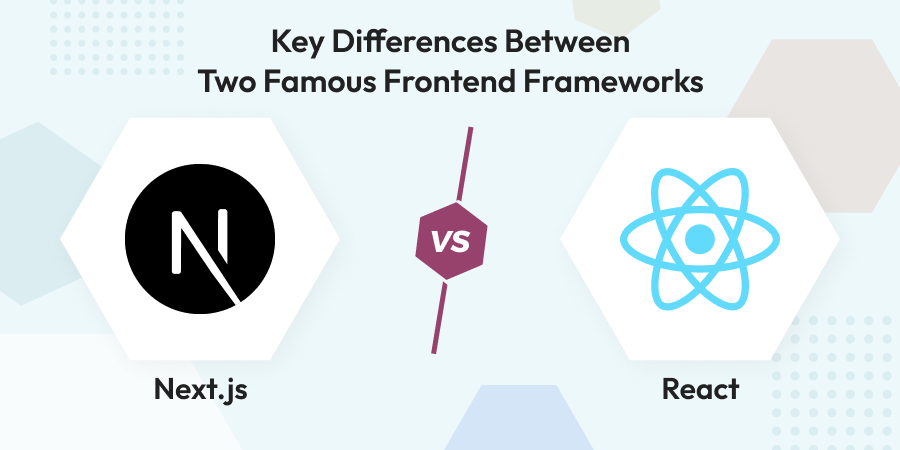 Key Differences Between
Two Famous Frontend Frameworks
N
VS
Next.js
React